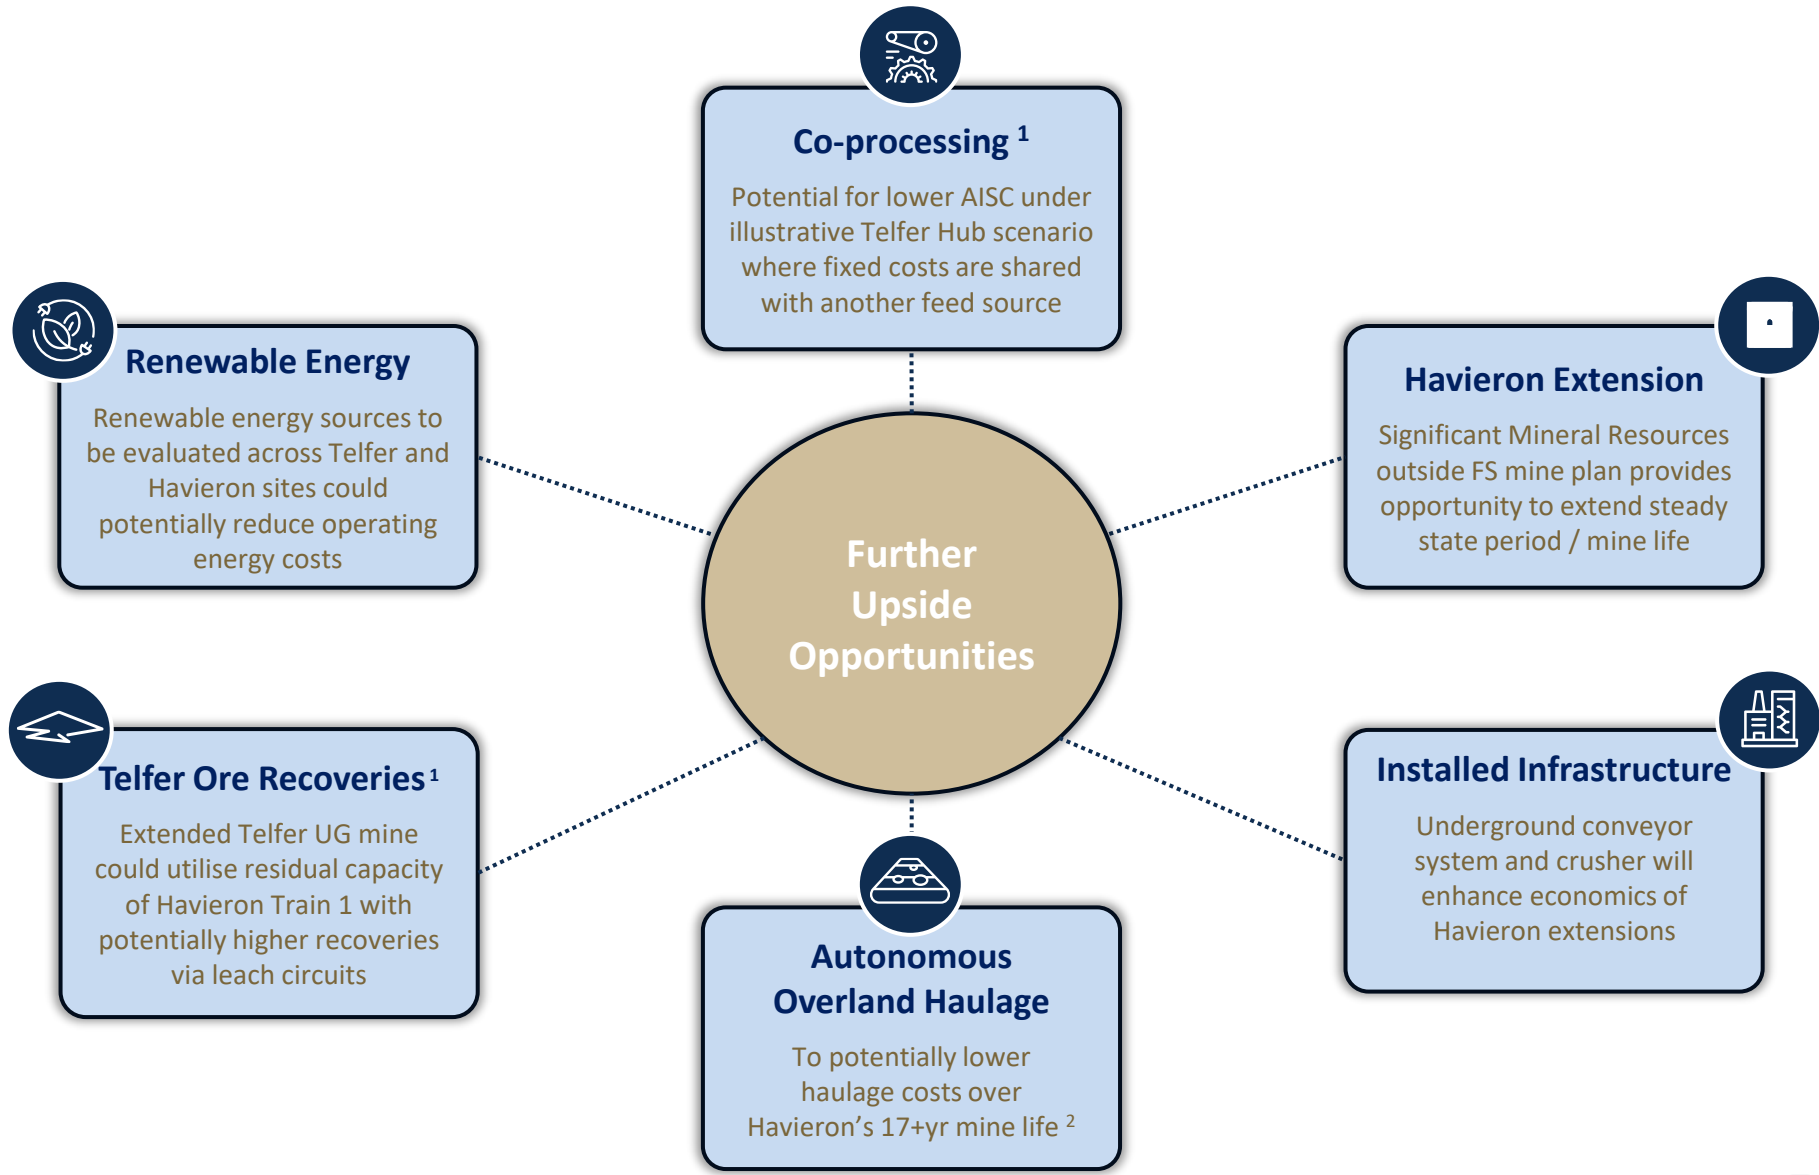 Co-processing 1
Potential for lower AISC under
illustrative Telfer Hub scenario
where fixed costs are shared
with another feed source
Renewable Energy
Renewable energy sources to
be evaluated across Telfer and
Havieron sites could
potentially reduce operating
energy costs
Havieron Extension
Significant Mineral Resources
outside FS mine plan provides
opportunity to extend steady
state period / mine life
Further
Upside
Opportunities
Telfer Ore Recoveries 1
Extended Telfer UG mine
could utilise residual capacity
of Havieron Train 1 with
potentially higher recoveries
via leach circuits
Installed Infrastructure
Underground conveyor
system and crusher will
enhance economics of
Havieron extensions
Autonomous
Overland Haulage
To potentially lower
haulage costs over
Havieron’s 17+yr mine life 2